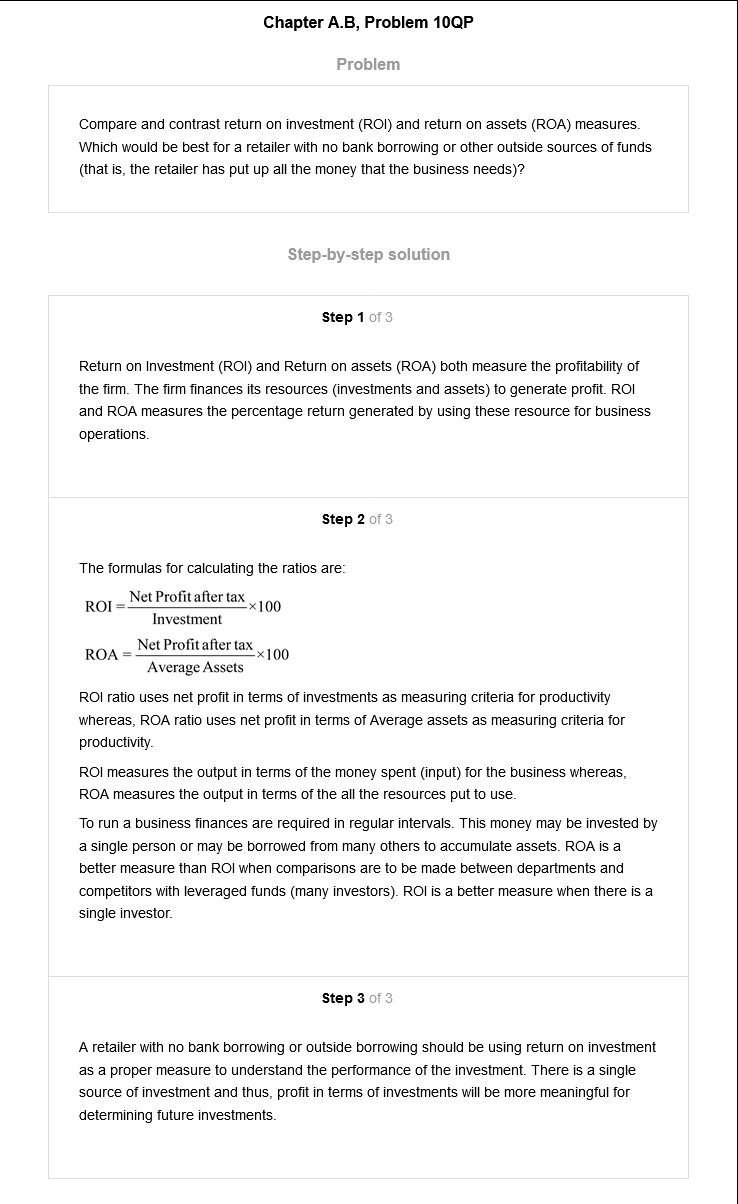 Chapter A.B, Problem 10QP
Problem
Compare and contrast return on investment (ROI) and return on assets (ROA) measures.
Which would be best for a retailer with no bank borrowing or other outside sources of funds
(that is, the retailer has put up all the money that the business needs)?
Step-by-step solution
Step 1 of 3
Return on Investment (ROI) and Return on assets (ROA) both measure the profitability of
the firm. The firm finances its resources (investments and assets) to generate profit. ROI
and ROA measures the percentage return generated by using these resource for business
operations.
Step 2 of 3
The formulas for calculating the ratios are:
ROI = Net Profit after tax / Investment ×100
ROA = Net Profit after tax / Average Assets ×100
ROI ratio uses net profit in terms of investments as measuring criteria for productivity
whereas, ROA ratio uses net profit in terms of Average assets as measuring criteria for
productivity.
ROI measures the output in terms of the money spent (input) for the business whereas,
ROA measures the output in terms of the all the resources put to use.
To run a business finances are required in regular intervals. This money may be invested by
a single person or may be borrowed from many others to accumulate assets. ROA is a
better measure than ROI when comparisons are to be made between departments and
competitors with leveraged funds (many investors). ROI is a better measure when there is a
single investor.
Step 3 of 3
A retailer with no bank borrowing or outside borrowing should be using return on investment
as a proper measure to understand the performance of the investment. There is a single
source of investment and thus, profit in terms of investments will be more meaningful for
determining future investments.